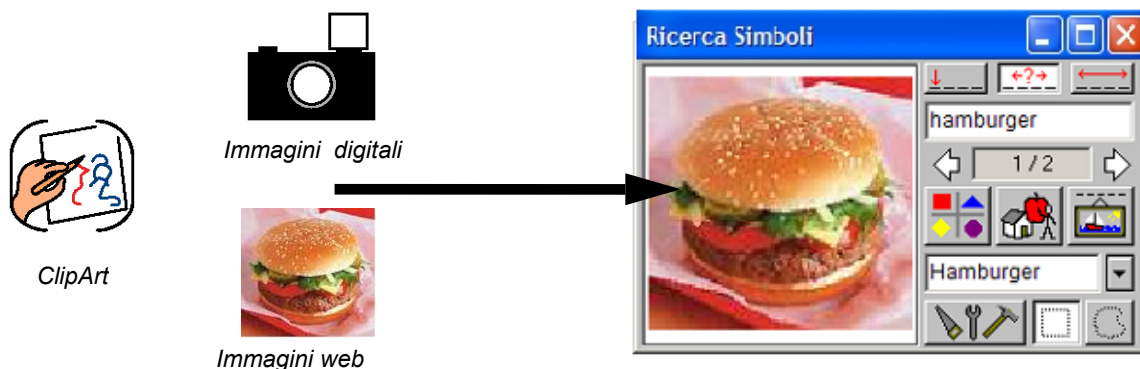 Immagini digitali
ClipArt
Immagini web
Ricerca Simboli
←?→
hamburger
1 / 2
Hamburger